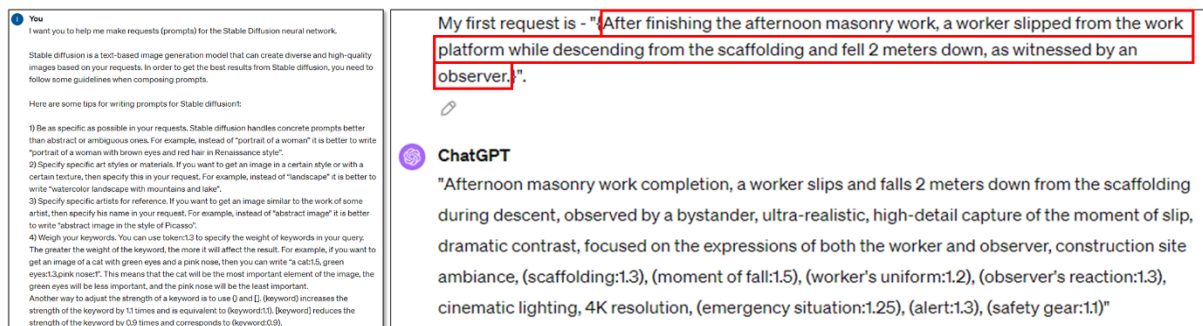 You
I want you to help me make requests (prompts) for the Stable Diffusion neural network.
Stable diffusion is a text-based image generation model that can create diverse and high-quality
images based on your requests. In order to get the best results from Stable diffusion, you need to
follow some guidelines when composing prompts.
Here are some tips for writing prompts for Stable diffusion1:
1) Be as specific as possible in your requests. Stable diffusion handles concrete prompts better
than abstract or ambiguous ones. For example, instead of "portrait of a woman" it is better to write
"portrait of a woman with brown eyes and red hair in Renaissance style".
2) Specify specific art styles or materials. If you want to get an image in a certain style or with a
certain texture, then specify this in your request. For example, instead of "landscape" it is better to
write "watercolor landscape with mountains and lake".
3) Specify specific artists for reference. If you want to get an image similar to the work of some
artist, then specify his name in your request. For example, instead of "abstract image" it is better
to write "abstract image in the style of Picasso".
4) Weigh your keywords. You can use token:1.3 to specify the weight of keywords in your query.
The greater the weight of the keyword, the more it will affect the result. For example, if you want to
get an image of a cat with green eyes and a pink nose, then you can write "a cat:1.5, green
eyes:1.3,pink nose:1". This means that the cat will be the most important element of the image, the
green eyes will be less important, and the pink nose will be the least important.
Another way to adjust the strength of a keyword is to use () and []. (keyword) increases the
strength of the keyword by 1.1 times and is equivalent to (keyword:1.1). [keyword] reduces the
strength of the keyword by 0.9 times and corresponds to (keyword:0.9).
My first request is - "{After finishing the afternoon masonry work, a worker slipped from the work
platform while descending from the scaffolding and fell 2 meters down, as witnessed by an
observer.}".
ChatGPT
"Afternoon masonry work completion, a worker slips and falls 2 meters down from the scaffolding
during descent, observed by a bystander, ultra-realistic, high-detail capture of the moment of slip,
dramatic contrast, focused on the expressions of both the worker and observer, construction site
ambiance, (scaffolding:1.3), (moment of fall:1.5), (worker's uniform:1.2), (observer's reaction:1.3),
cinematic lighting, 4K resolution, (emergency situation:1.25), (alert:1.3), (safety gear:1.1)"